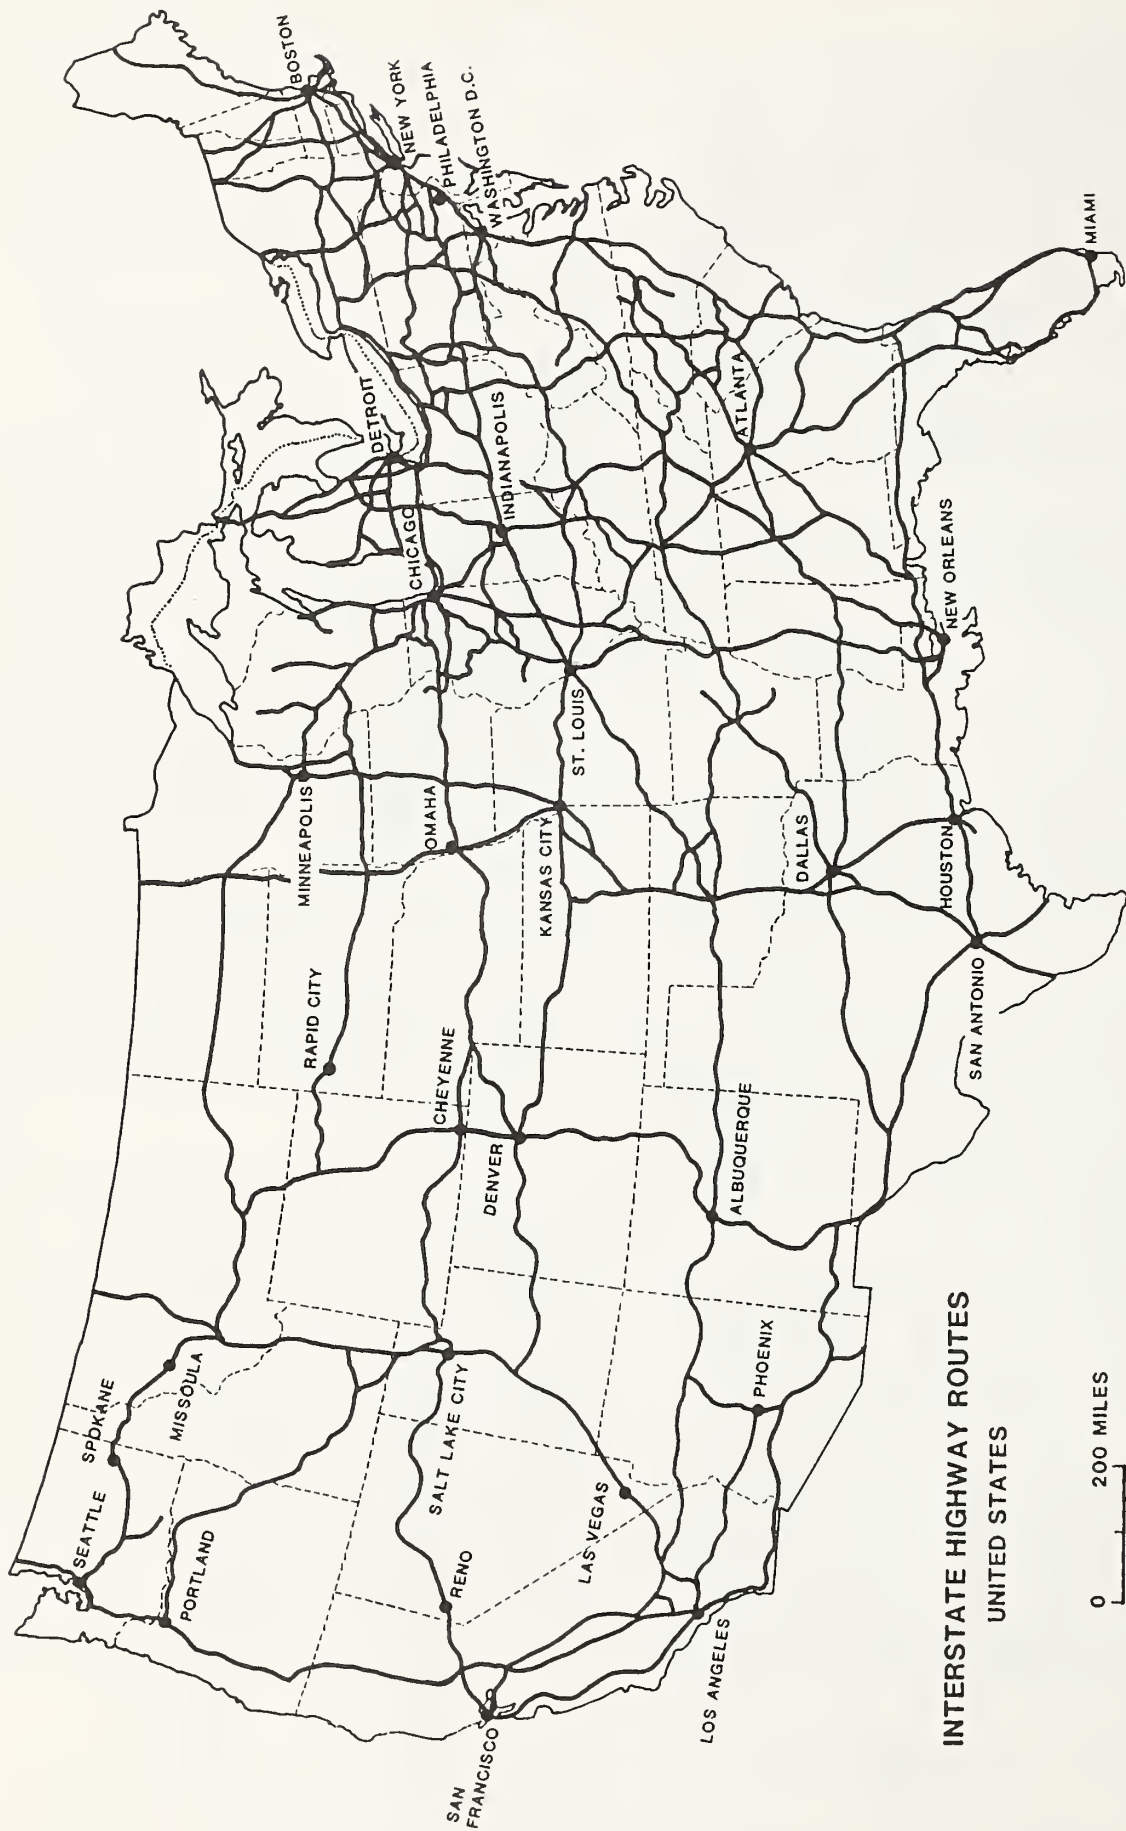 SEATTLE
SPOKANE
MISSOULA
PORTLAND
MINNEAPOLIS
RAPID CITY
BOSTON
DETROIT
NEW YORK
PHILADELPHIA
WASHINGTON D.C.
CHICAGO
OMAHA
CHEYENNE
SALT LAKE CITY
RENO
SAN
FRANCISCO
DENVER
INDIANAPOLIS
KANSAS CITY
ST. LOUIS
LAS VEGAS
LOS ANGELES
ALBUQUERQUE
PHOENIX
ATLANTA
DALLAS
HOUSTON
NEW ORLEANS
SAN ANTONIO
MIAMI
INTERSTATE HIGHWAY ROUTES
UNITED STATES
0 200 MILES